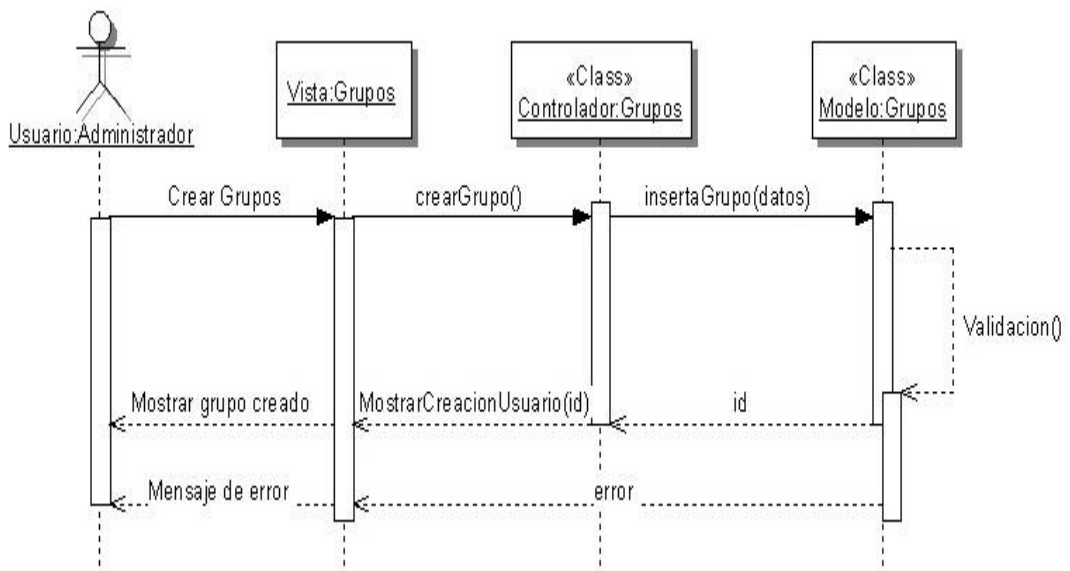 Usuario:Administrador
Vista:Grupos
«Class»
Controlador:Grupos
«Class»
Modelo:Grupos
Crear Grupos
crearGrupo()
insertaGrupo(datos)
Validacion()
Mostrar grupo creado
MostrarCreacionUsuario(id)
id
Mensaje de error
error